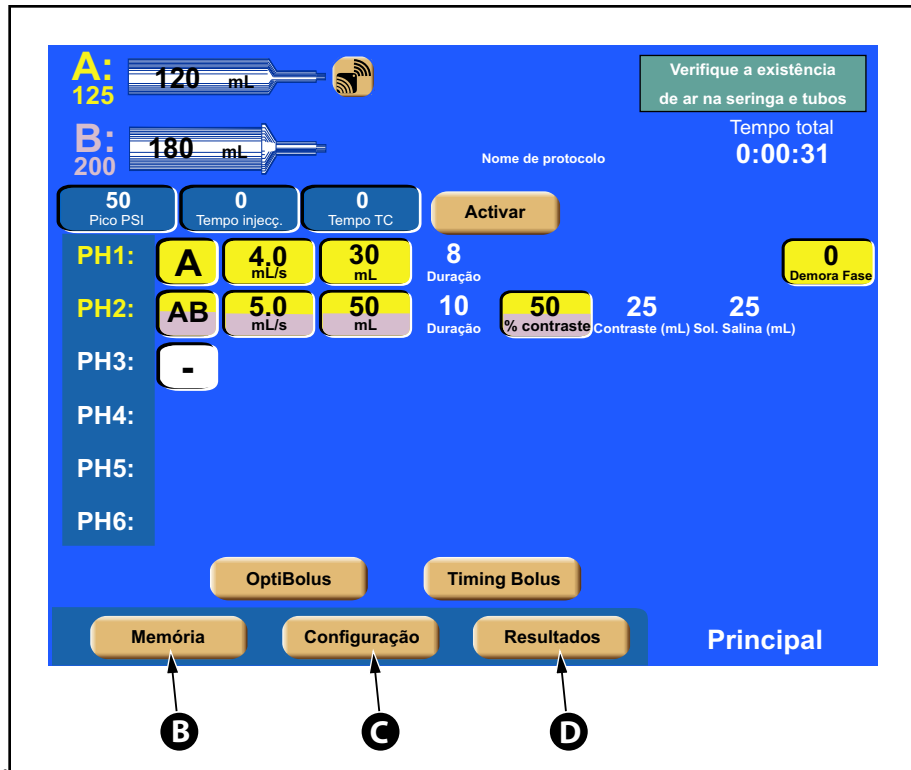 A:
125
120 mL
Verifique a existência
de ar na seringa e tubos
B:
200
180 mL
Nome de protocolo
Tempo total
0:00:31
50
Pico PSI
0
Tempo injecç.
0
Tempo TC
Activar
PH1:
A
4.0
mL/s
30
mL
8
Duração
0
Demora Fase
PH2:
AB
5.0
mL/s
50
mL
10
Duração
50
% contraste
25
Contraste (mL)
25
Sol. Salina (mL)
PH3:
-
PH4:
PH5:
PH6:
OptiBolus
Timing Bolus
Memória
Configuração
Resultados
Principal
B
C
D